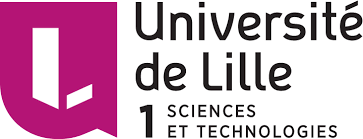 Université
de Lille
1 SCIENCES
ET TECHNOLOGIES